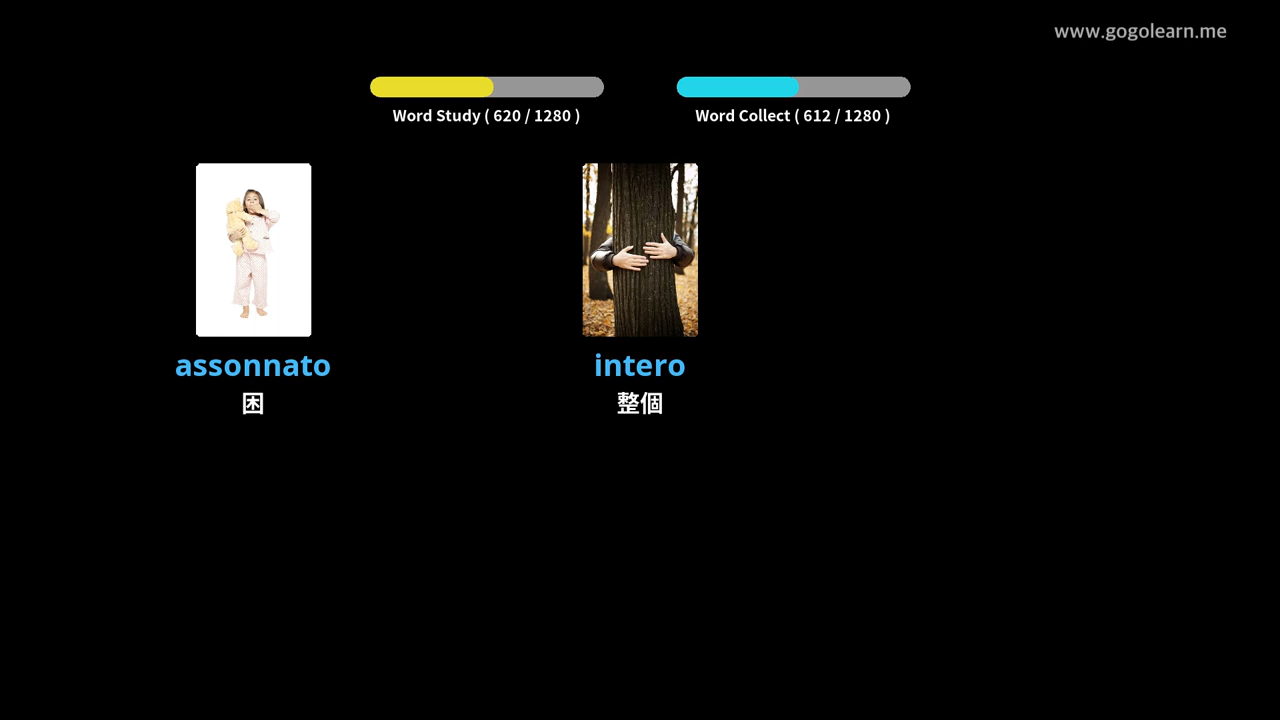 www.gogolearn.me
Word Study ( 620 / 1280 )
Word Collect ( 612 / 1280 )
assonnato
困
intero
整個